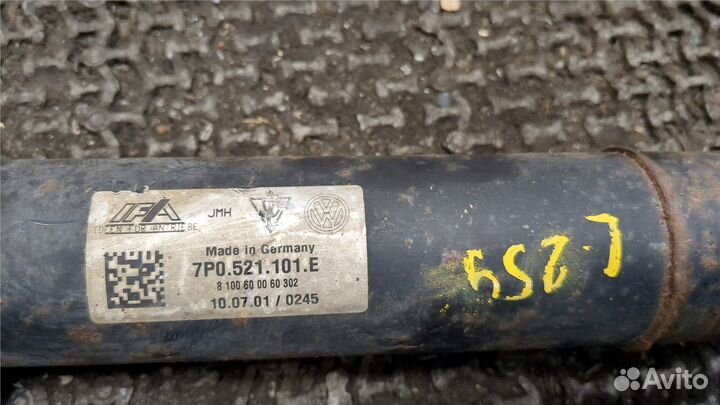 IFA
IDEEN FÜR ANTRIEBE
JMH
VW
Made in Germany
7P0.521.101.E
8 100 60 00 60 302
10.07.01 / 0245
L-259
Avito